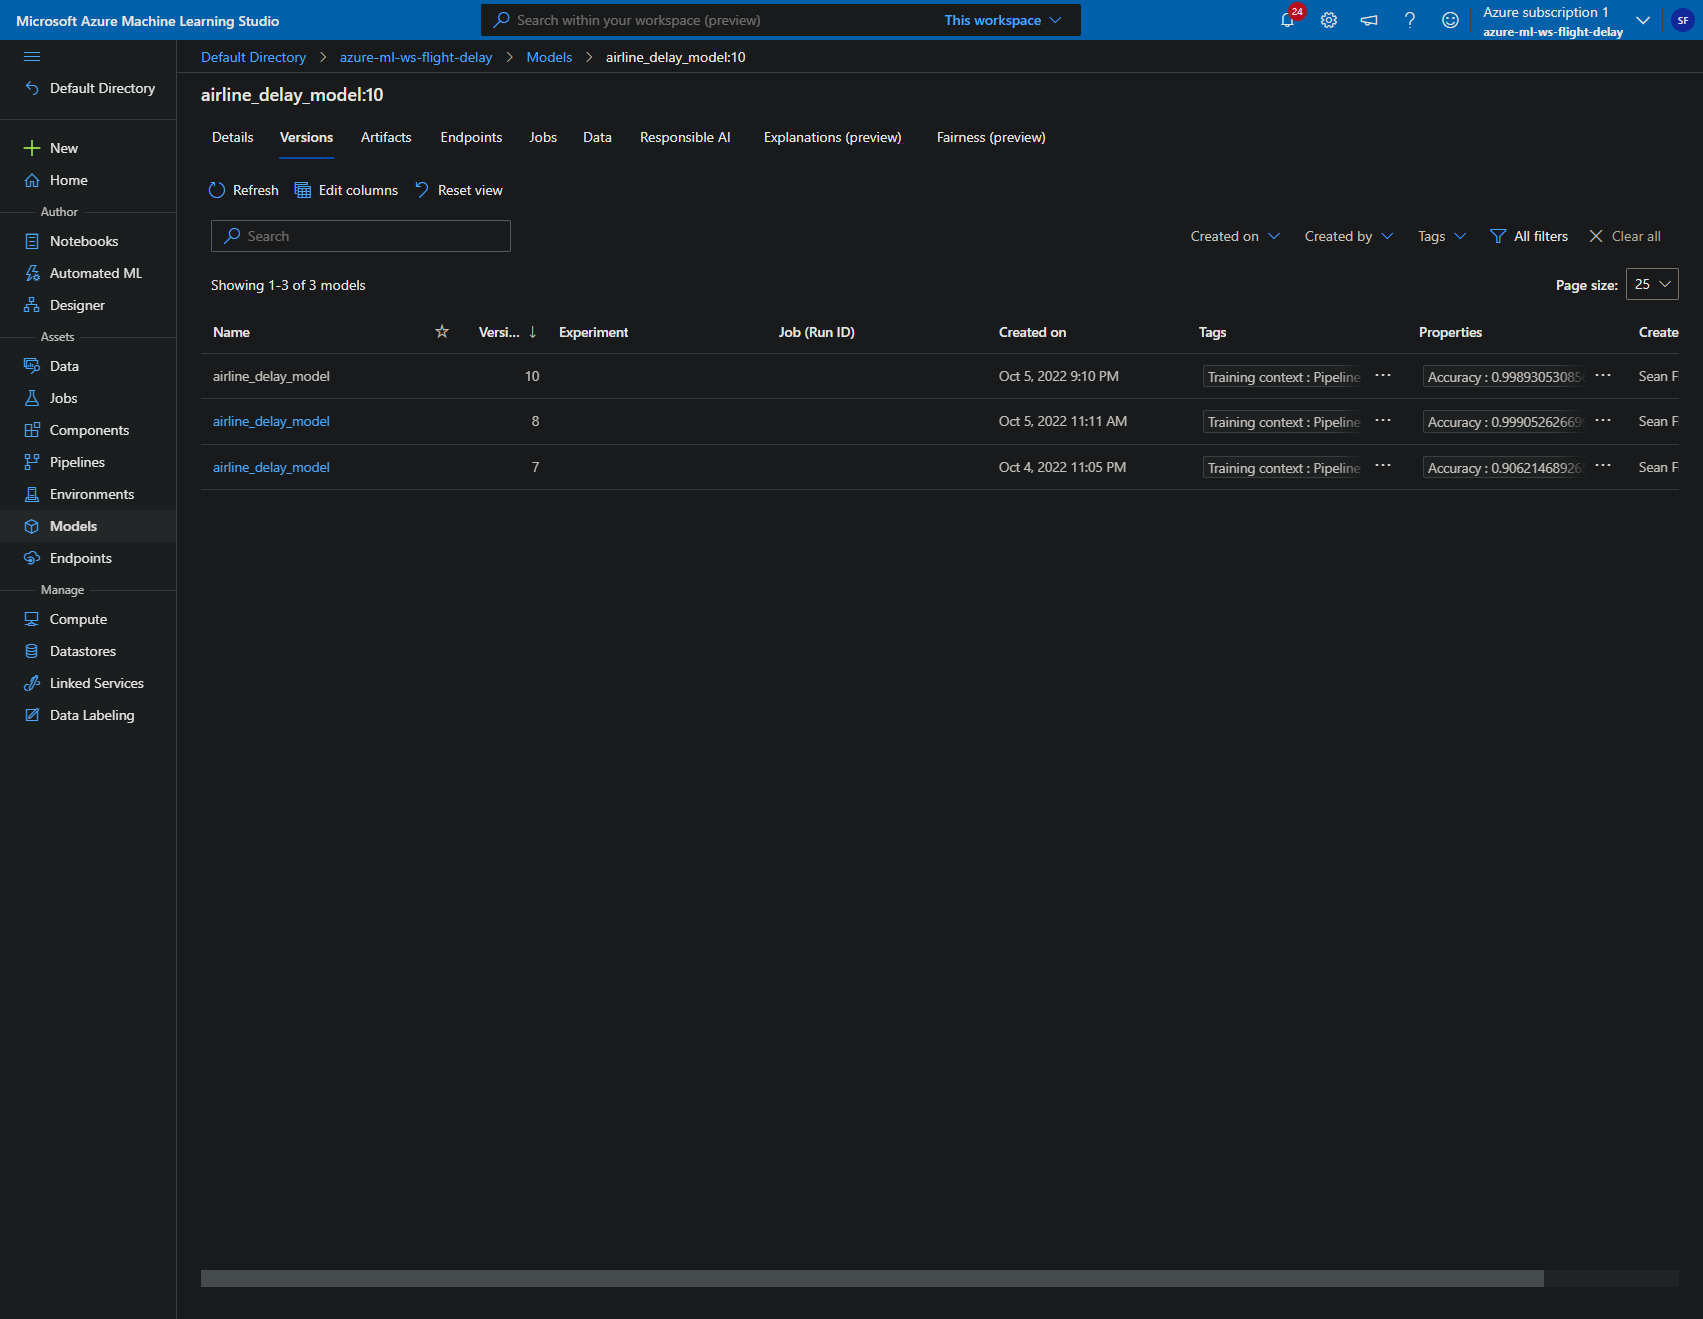 Microsoft Azure Machine Learning Studio
Search within your workspace (preview)
This workspace
24
Azure subscription 1
azure-ml-ws-flight-delay
SF
Default Directory
New
Home
Author
Notebooks
Automated ML
Designer
Assets
Data
Jobs
Components
Pipelines
Environments
Models
Endpoints
Manage
Compute
Datastores
Linked Services
Data Labeling
Default Directory > azure-ml-ws-flight-delay > Models > airline_delay_model:10
airline_delay_model:10
Details Versions Artifacts Endpoints Jobs Data Responsible AI Explanations (preview) Fairness (preview)
Refresh Edit columns Reset view
Search
Created on Created by Tags All filters Clear all
Showing 1-3 of 3 models
Page size: 25
Name Versi... Experiment Job (Run ID) Created on Tags Properties Create
airline_delay_model 10 Oct 5, 2022 9:10 PM Training context : Pipeline ... Accuracy : 0.99893053085 ... Sean F
airline_delay_model 8 Oct 5, 2022 11:11 AM Training context : Pipeline ... Accuracy : 0.99905262669 ... Sean F
airline_delay_model 7 Oct 4, 2022 11:05 PM Training context : Pipeline ... Accuracy : 0.90621468926 ... Sean F